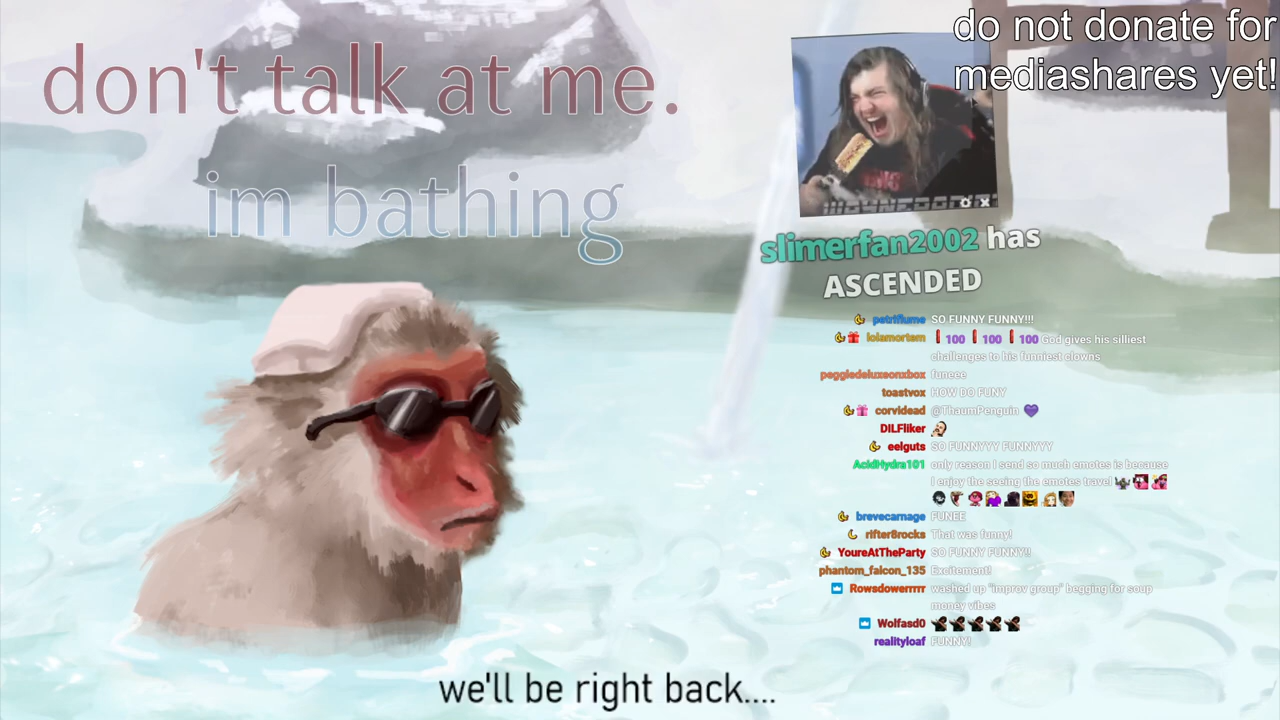 don't talk at me.
im bathing
do not donate for
mediashares yet!
slimerfan2002 has
ASCENDED
petriflume SO FUNNY FUNNY!!!
lolamortem 100 100 100 God gives his silliest
challenges to his funniest clowns
peggledeluxeonxbox funeee
toastvox HOW DO FUNY
corvidead @ThaumPenguin
DILFliker
eelguts SO FUNNYYY FUNNYYY
AcidHydra101 only reason I send so much emotes is because
I enjoy the seeing the emotes travel
brevecarnage FUNEE
rifter8rocks That was funny!
YoureAtTheParty SO FUNNY FUNNY!!
phantom_falcon_135 Excitement!
Rowsdowerrrrr washed up "improv group" begging for soup
money vibes
Wolfasd0
realityloaf FUNNY!
we'll be right back....